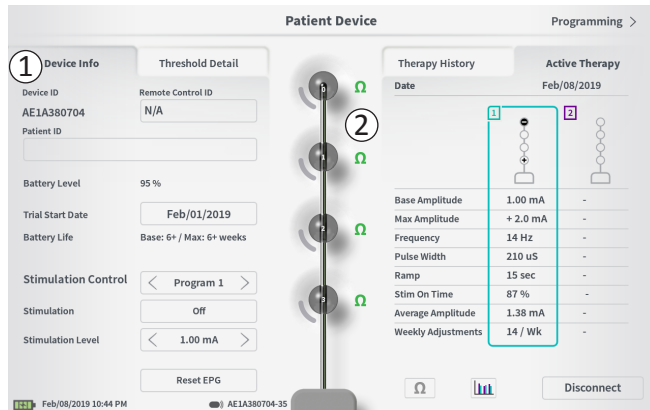 Patient Device
Programming >
1
Device Info
Threshold Detail
Device ID
Remote Control ID
AE1A380704
N/A
Patient ID
Battery Level
95 %
Trial Start Date
Feb/01/2019
Battery Life
Base: 6+ / Max: 6+ weeks
Stimulation Control
< Program 1 >
Stimulation
Off
Stimulation Level
< 1.00 mA >
Reset EPG
Feb/08/2019 10:44 PM
AE1A380704-35
0 Ω
2
1 Ω
2 Ω
3 Ω
Therapy History
Active Therapy
Date
Feb/08/2019
1
2
Base Amplitude 1.00 mA -
Max Amplitude + 2.0 mA -
Frequency 14 Hz -
Pulse Width 210 uS -
Ramp 15 sec -
Stim On Time 87 % -
Average Amplitude 1.38 mA -
Weekly Adjustments 14 / Wk -
Ω
Disconnect